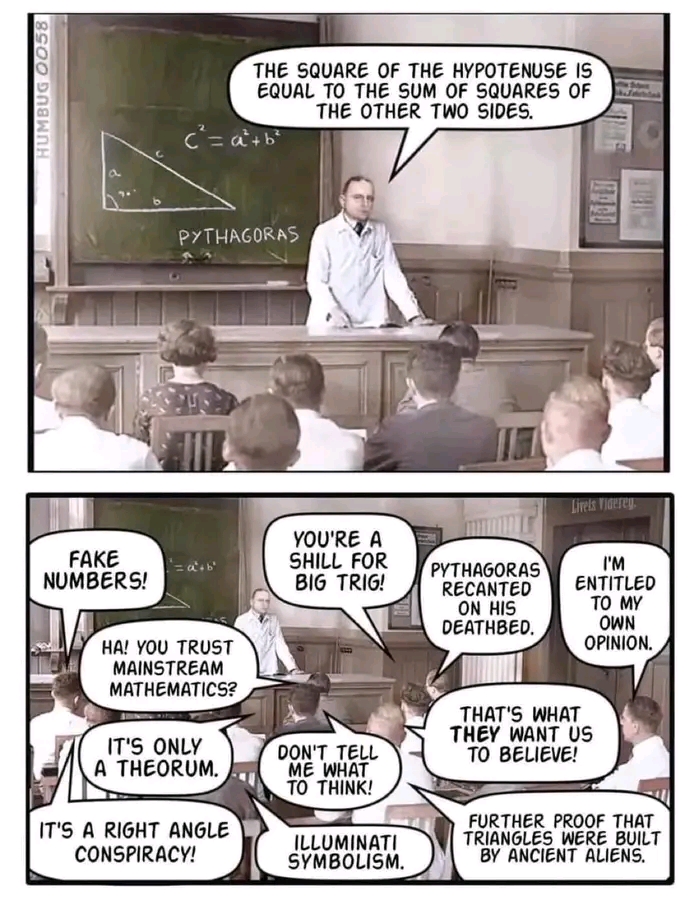 HUMBUG 0058
THE SQUARE OF THE HYPOTENUSE IS
EQUAL TO THE SUM OF SQUARES OF
THE OTHER TWO SIDES.
c² = a²+b²
a
c
90°
b
PYTHAGORAS
FAKE
NUMBERS!
= a²+b²
YOU'RE A
SHILL FOR
BIG TRIG!
PYTHAGORAS
RECANTED
ON HIS
DEATHBED.
I'M
ENTITLED
TO MY
OWN
OPINION.
HA! YOU TRUST
MAINSTREAM
MATHEMATICS?
THAT'S WHAT
THEY WANT US
TO BELIEVE!
IT'S ONLY
A THEORUM.
DON'T TELL
ME WHAT
TO THINK!
IT'S A RIGHT ANGLE
CONSPIRACY!
ILLUMINATI
SYMBOLISM.
FURTHER PROOF THAT
TRIANGLES WERE BUILT
BY ANCIENT ALIENS.